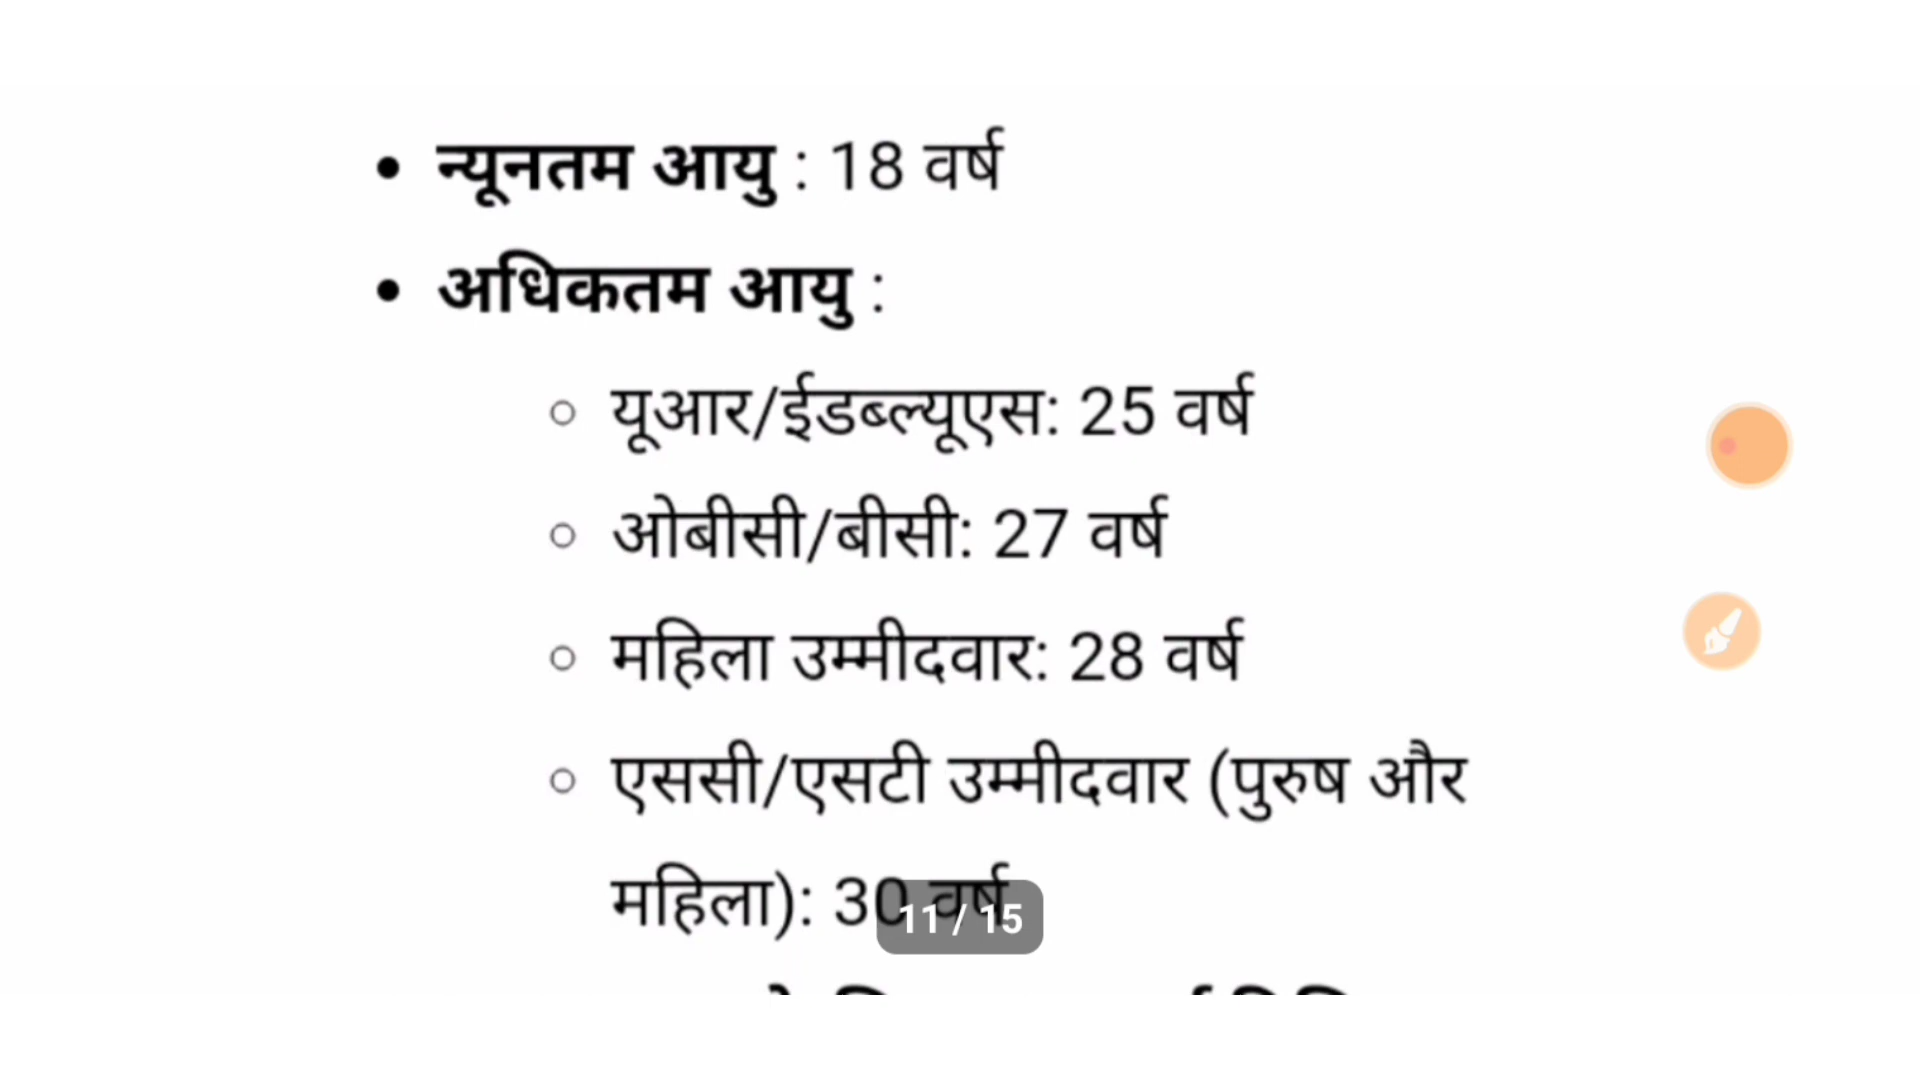 • न्यूनतम आयु : 18 वर्ष
• अधिकतम आयु :
○ यूआर/ईडब्ल्यूएस: 25 वर्ष
○ ओबीसी/बीसी: 27 वर्ष
○ महिला उम्मीदवार: 28 वर्ष
○ एससी/एसटी उम्मीदवार (पुरुष और
महिला): 30 वर्ष
11 / 15